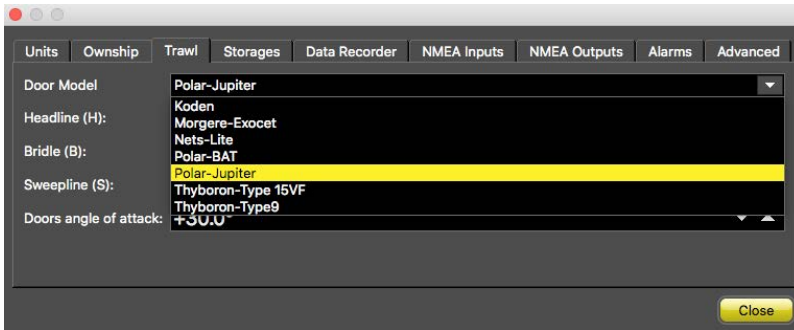 Units Ownship Trawl Storages Data Recorder NMEA Inputs NMEA Outputs Alarms Advanced
Door Model Polar-Jupiter
Koden
Headline (H):
Morgere-Exocet
Nets-Lite
Bridle (B):
Polar-BAT
Polar-Jupiter
Sweepline (S):
Thyboron-Type 15VF
Thyboron-Type9
Doors angle of attack: +30.0°
Close